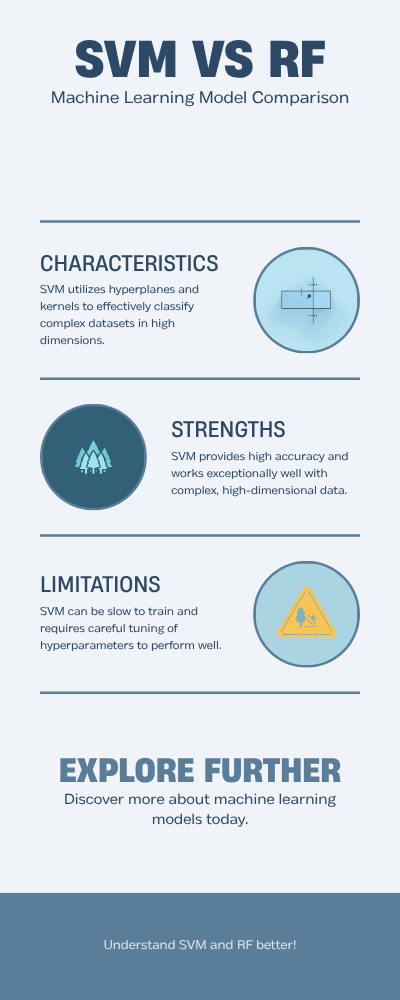 SVM VS RF
Machine Learning Model Comparison
CHARACTERISTICS
SVM utilizes hyperplanes and
kernels to effectively classify
complex datasets in high
dimensions.
STRENGTHS
SVM provides high accuracy and
works exceptionally well with
complex, high-dimensional data.
LIMITATIONS
SVM can be slow to train and
requires careful tuning of
hyperparameters to perform well.
EXPLORE FURTHER
Discover more about machine learning
models today.
Understand SVM and RF better!